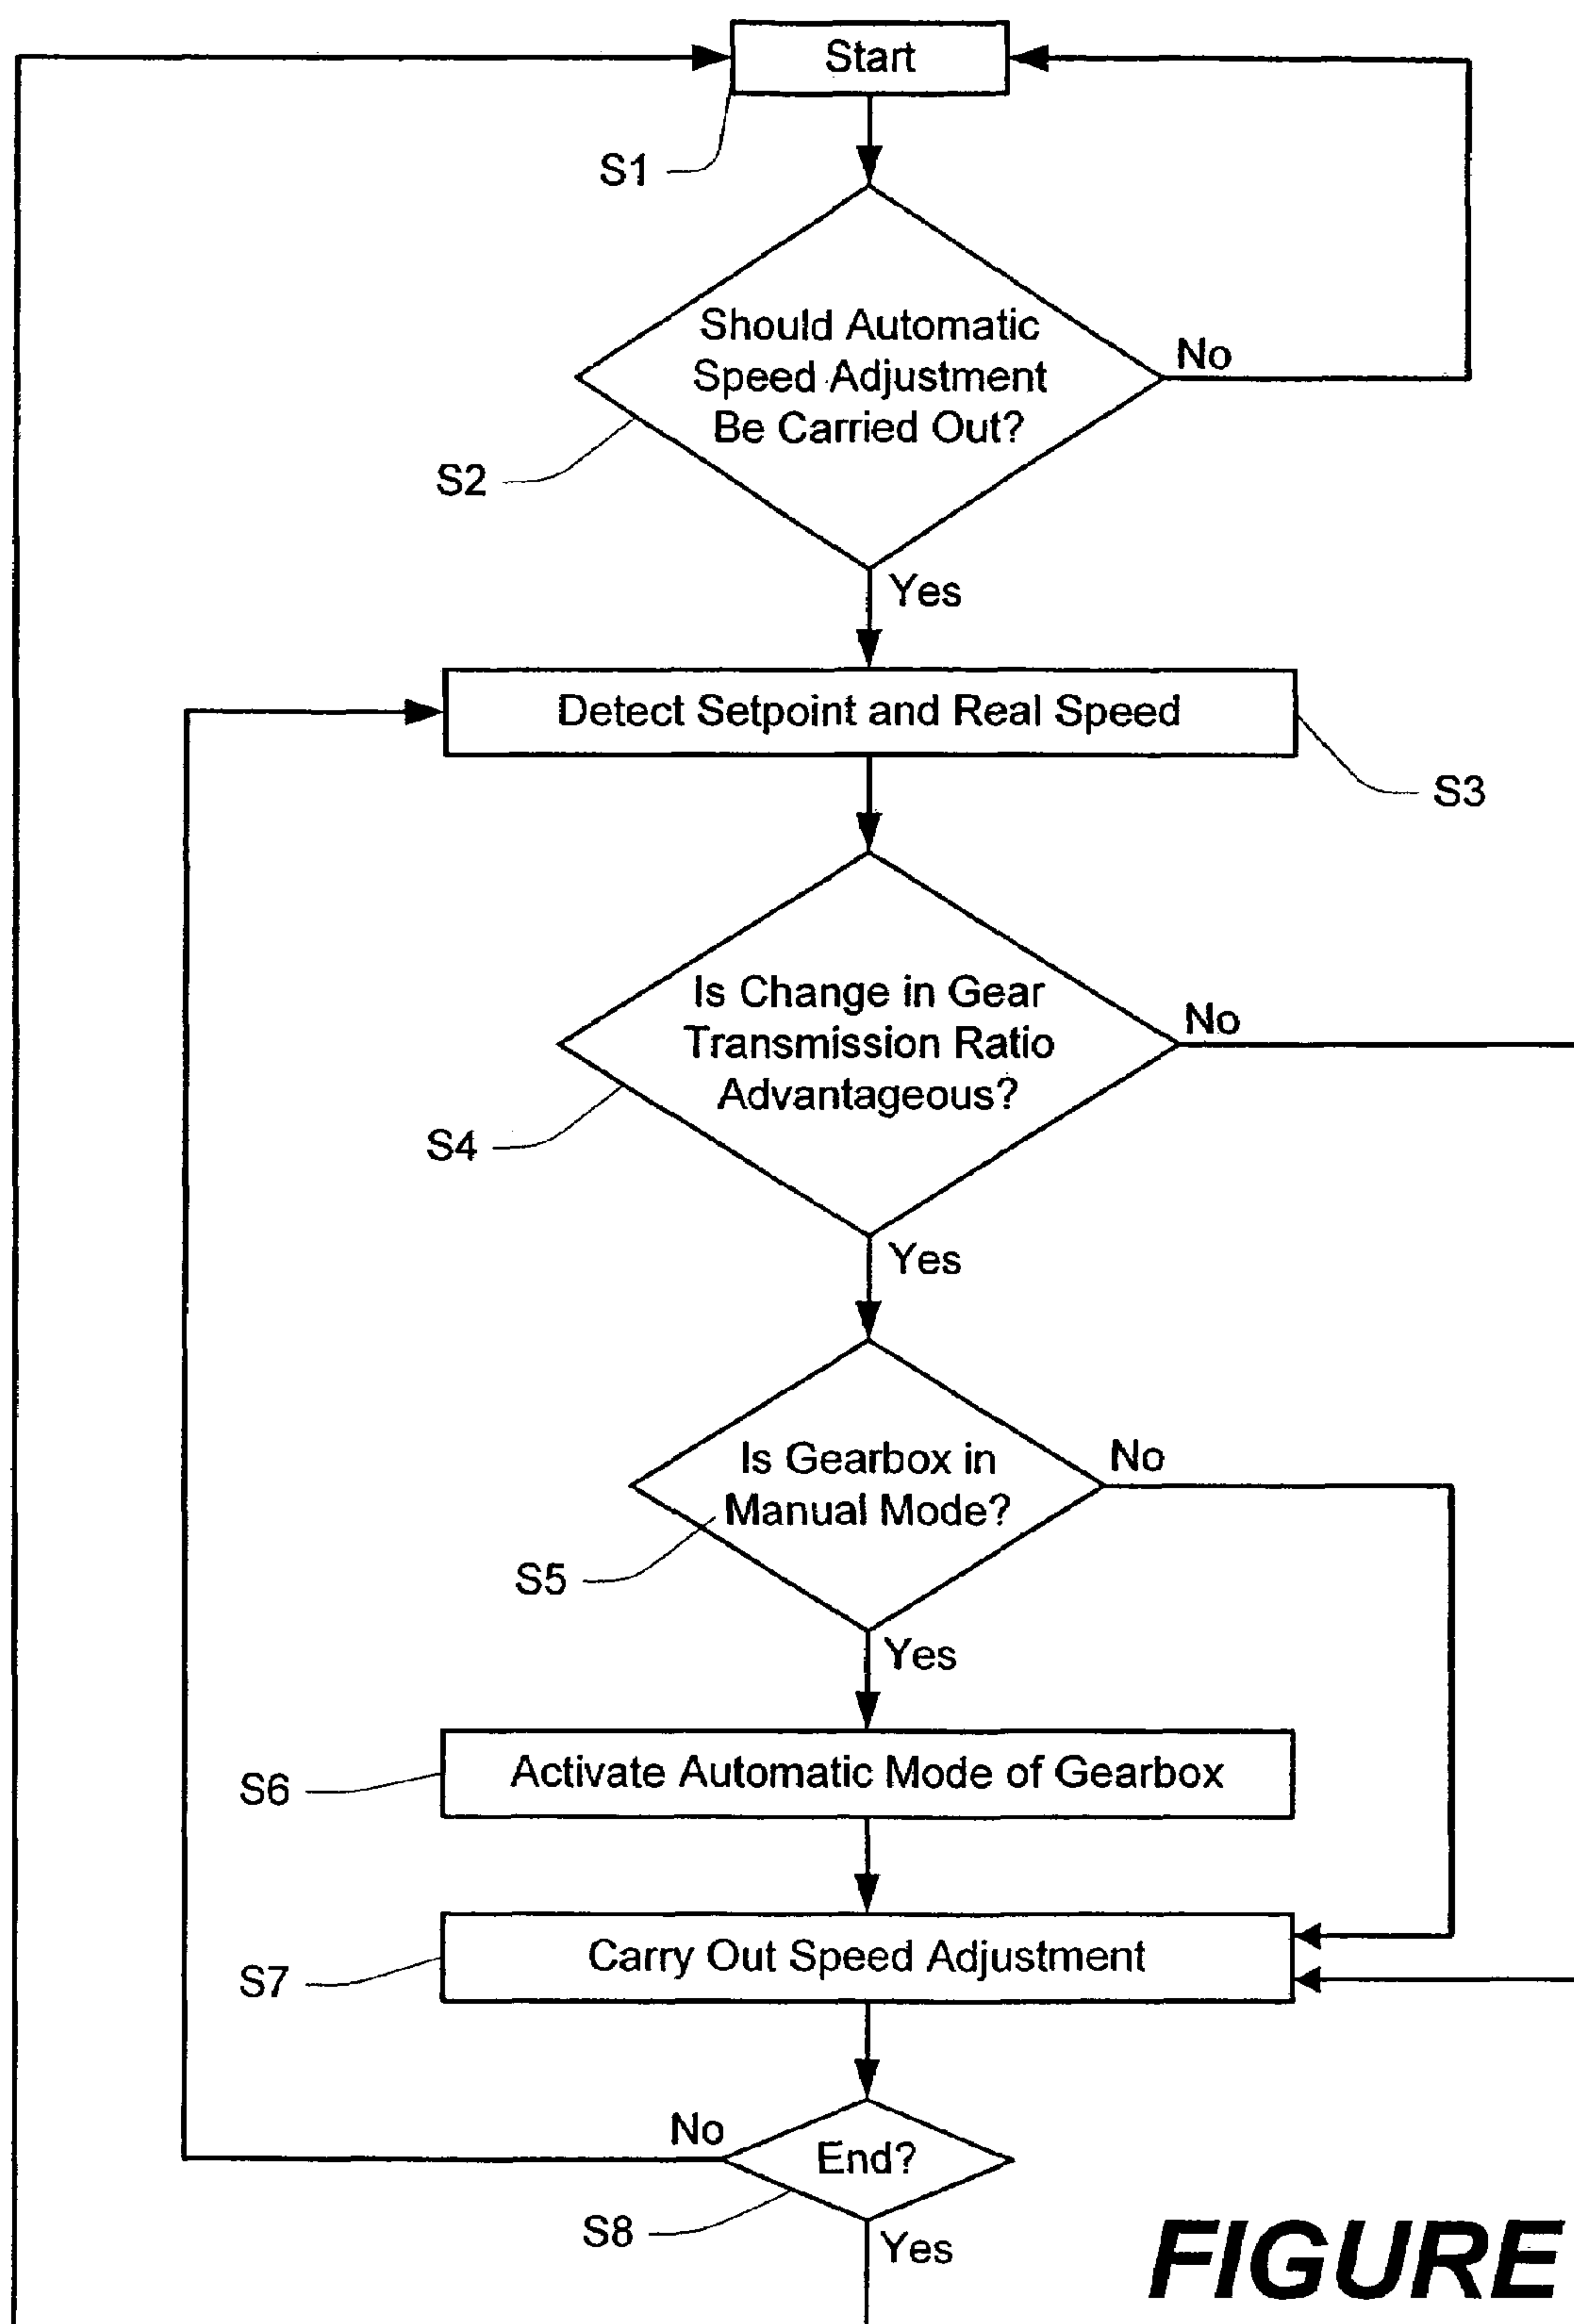 Start
S1
Should Automatic
Speed Adjustment
Be Carried Out?
No
S2
Yes
Detect Setpoint and Real Speed
S3
Is Change in Gear
Transmission Ratio
Advantageous?
No
S4
Yes
Is Gearbox in
Manual Mode?
No
S5
Yes
Activate Automatic Mode of Gearbox
S6
Carry Out Speed Adjustment
S7
No
End?
S8
Yes
FIGURE